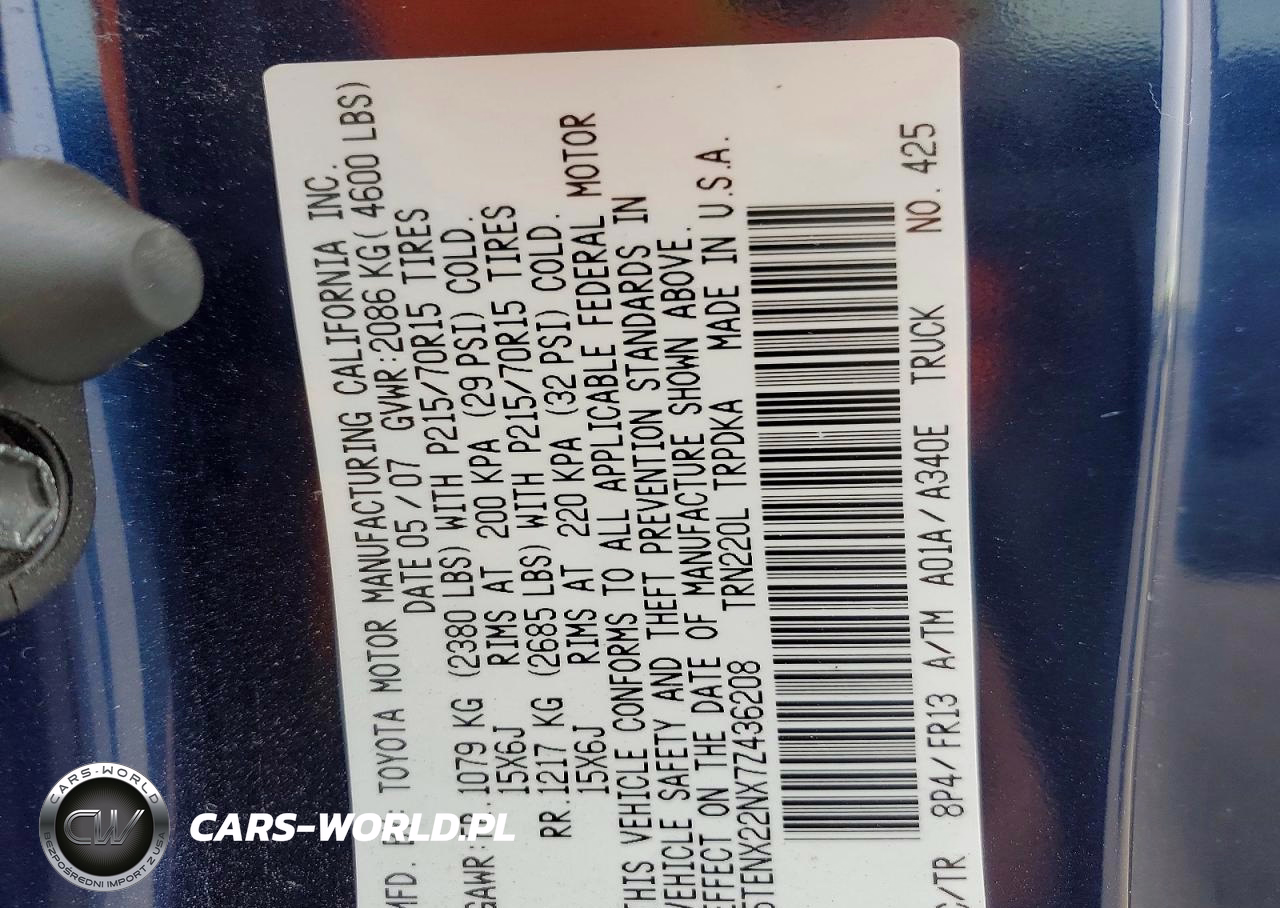 MFD. BY: TOYOTA MOTOR MANUFACTURING CALIFORNIA INC.
DATE 05/07 GVWR:2086 KG( 4600 LBS)
GAWR: 1079 KG (2380 LBS) WITH P215/70R15 TIRES
15X6J RIMS AT 200 KPA (29 PSI) COLD.
RR.1217 KG (2685 LBS) WITH P215/70R15 TIRES
15X6J RIMS AT 220 KPA (32 PSI) COLD.
THIS VEHICLE CONFORMS TO ALL APPLICABLE FEDERAL MOTOR
VEHICLE SAFETY AND THEFT PREVENTION STANDARDS IN
EFFECT ON THE DATE OF MANUFACTURE SHOWN ABOVE.
5TENX22NX7Z436208 TRN220L TRPDKA MADE IN U.S.A.
C/TR 8P4/FR13 A/TM A01A/A340E TRUCK NO. 425
CARS-WORLD
CW
BEZPOŚREDNI IMPORT Z USA
CARS-WORLD.PL